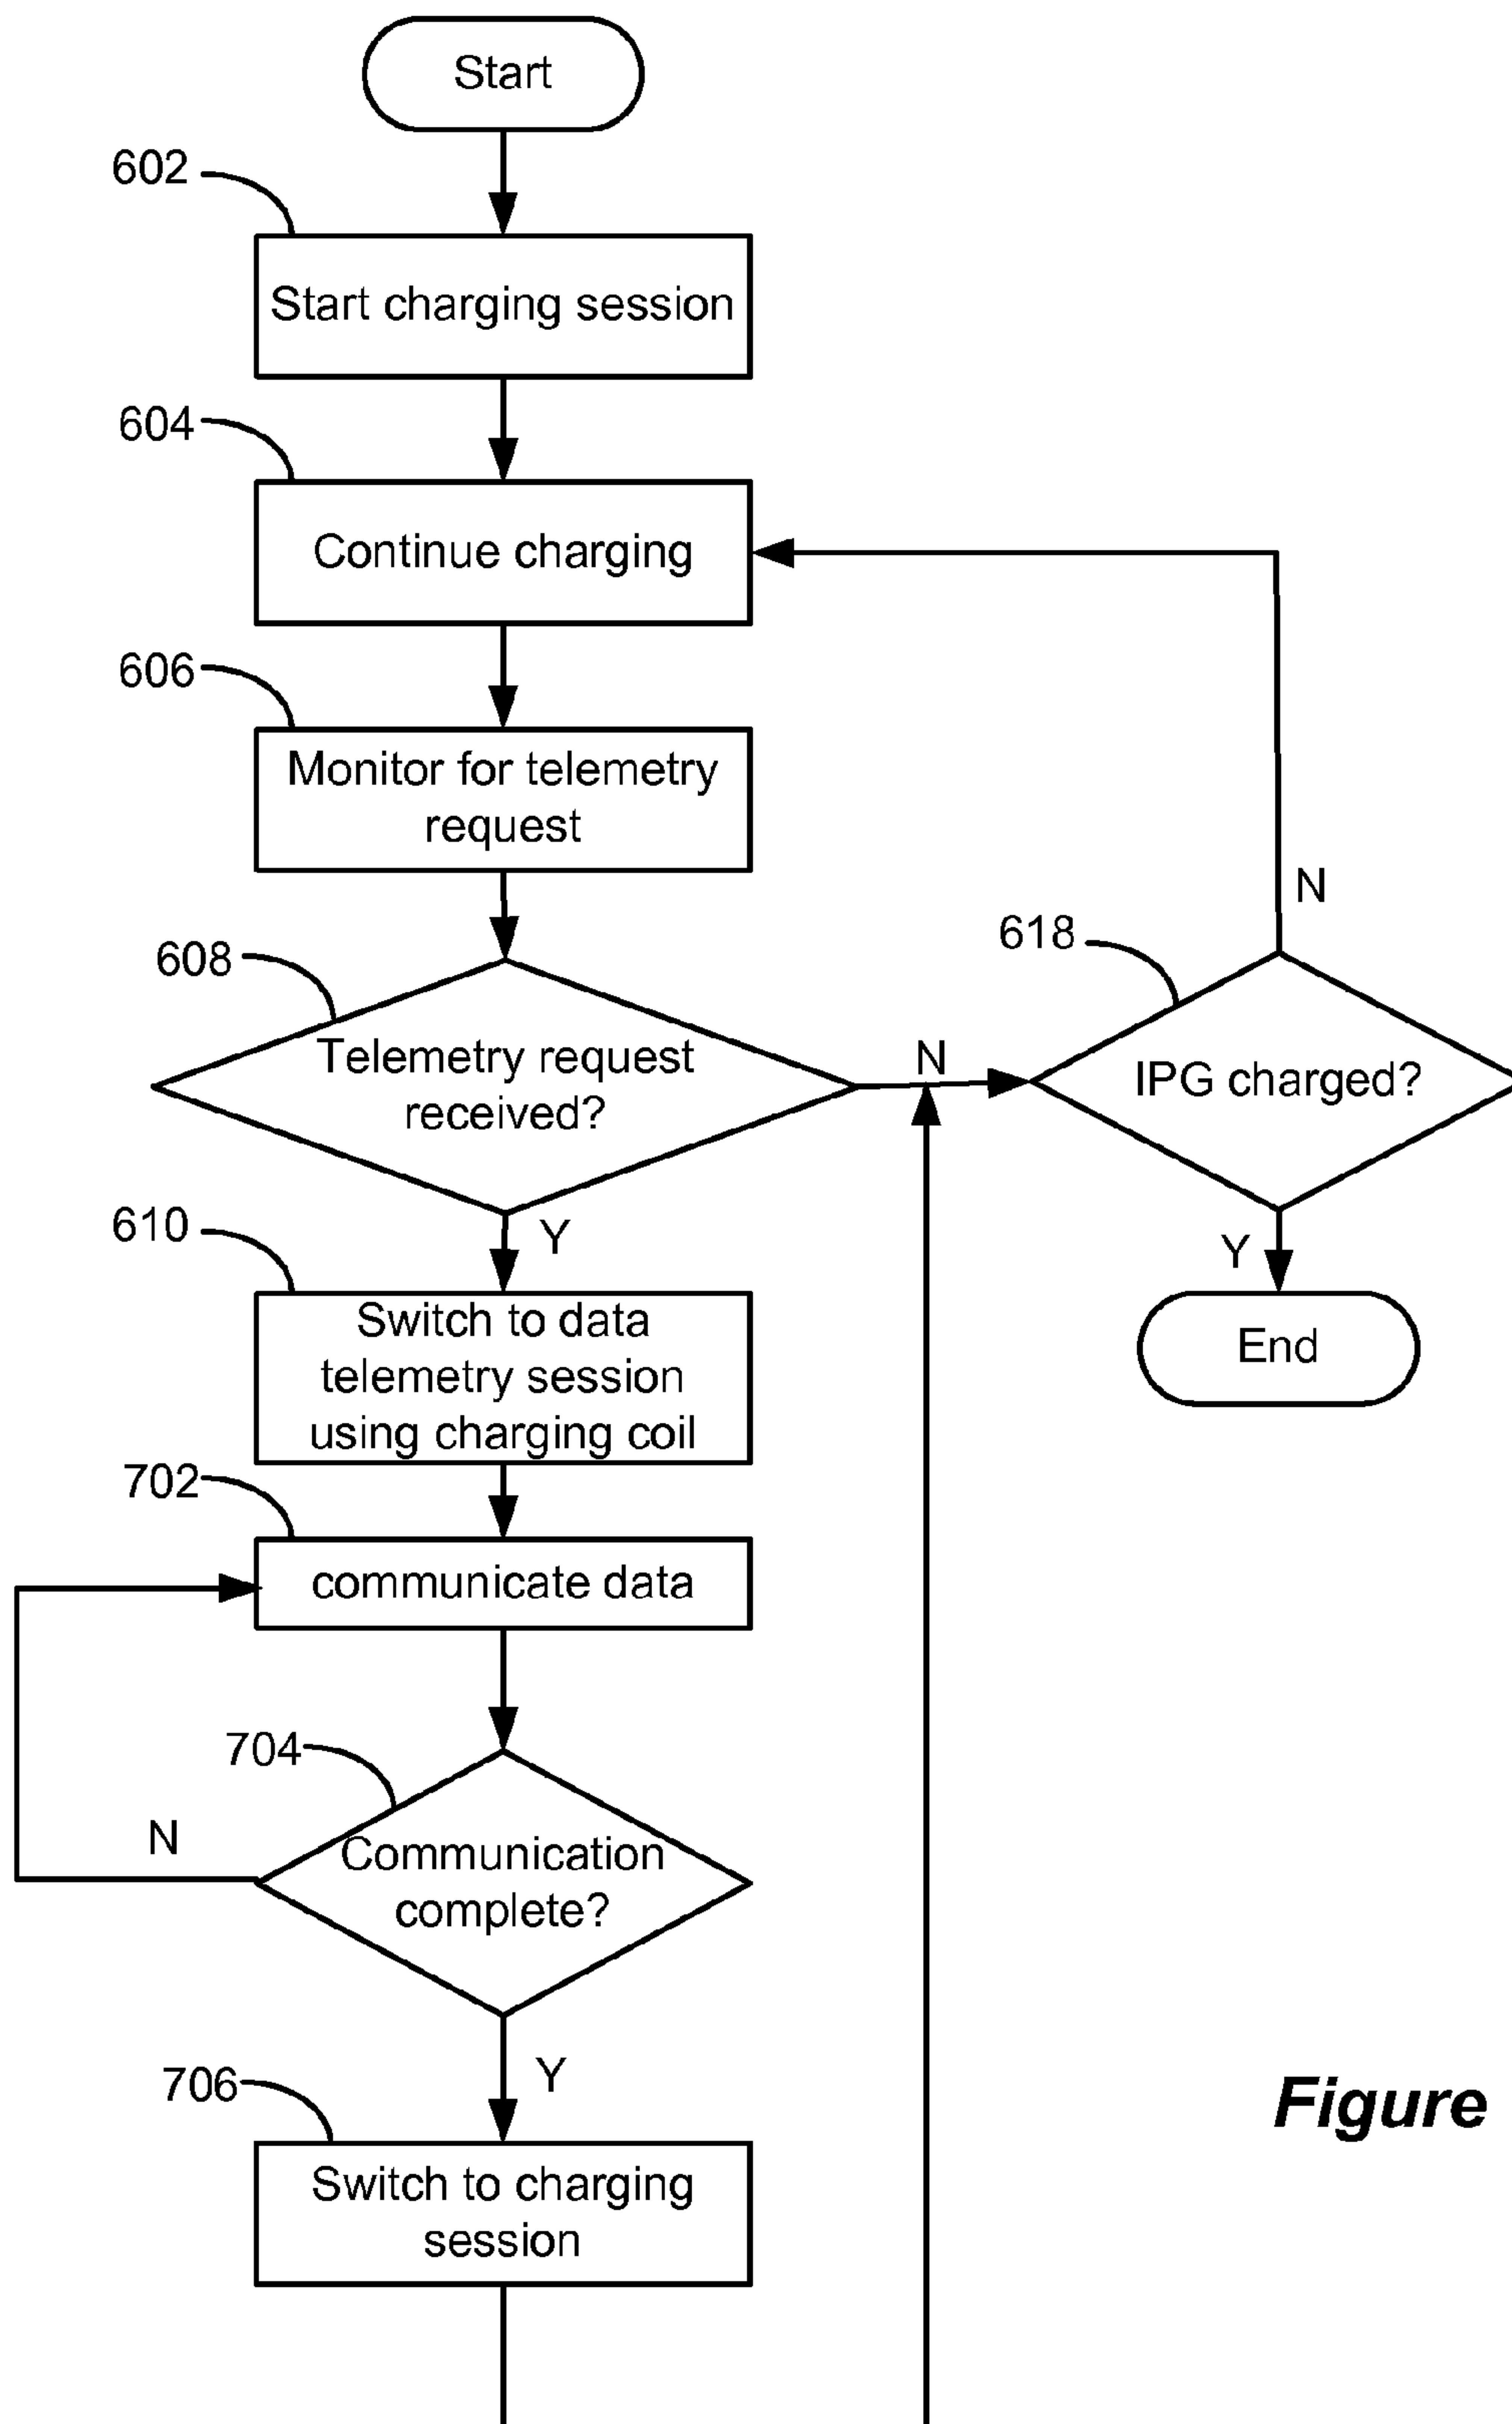 Start
602
Start charging session
604
Continue charging
606
Monitor for telemetry
request
N
618
608
Telemetry request
received?
N
IPG charged?
Y
610
Y
Switch to data
telemetry session
using charging coil
End
702
communicate data
704
N
Communication
complete?
Y
706
Switch to charging
session
Figure